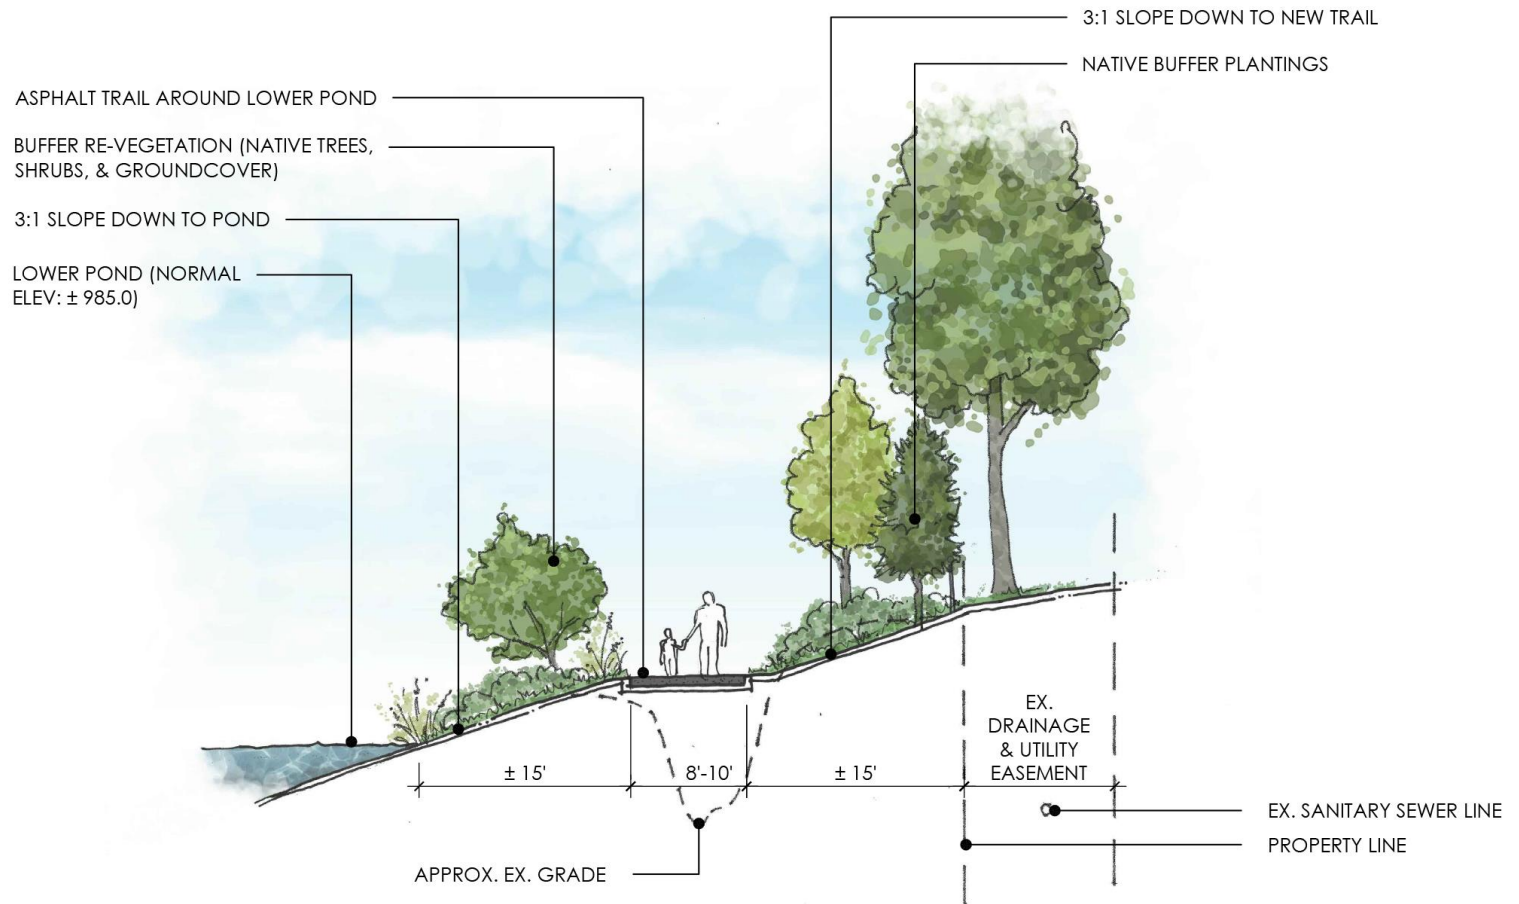 3:1 SLOPE DOWN TO NEW TRAIL
NATIVE BUFFER PLANTINGS
ASPHALT TRAIL AROUND LOWER POND
BUFFER RE-VEGETATION (NATIVE TREES,
SHRUBS, & GROUNDCOVER)
3:1 SLOPE DOWN TO POND
LOWER POND (NORMAL
ELEV: ± 985.0)
EX.
DRAINAGE
& UTILITY
EASEMENT
± 15'
8'-10'
± 15'
EX. SANITARY SEWER LINE
PROPERTY LINE
APPROX. EX. GRADE